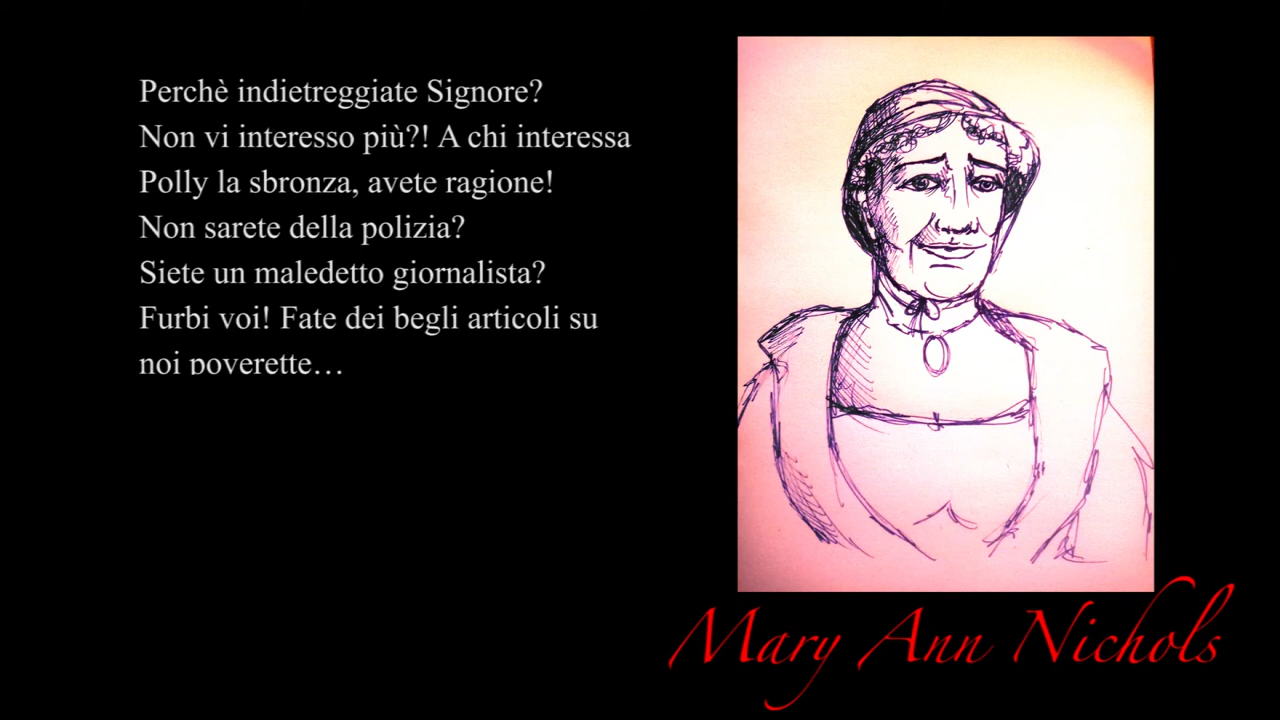 Perchè indietreggiate Signore?
Non vi interesso più?! A chi interessa
Polly la sbronza, avete ragione!
Non sarete della polizia?
Siete un maledetto giornalista?
Furbi voi! Fate dei begli articoli su
noi poverette…
Mary Ann Nichols